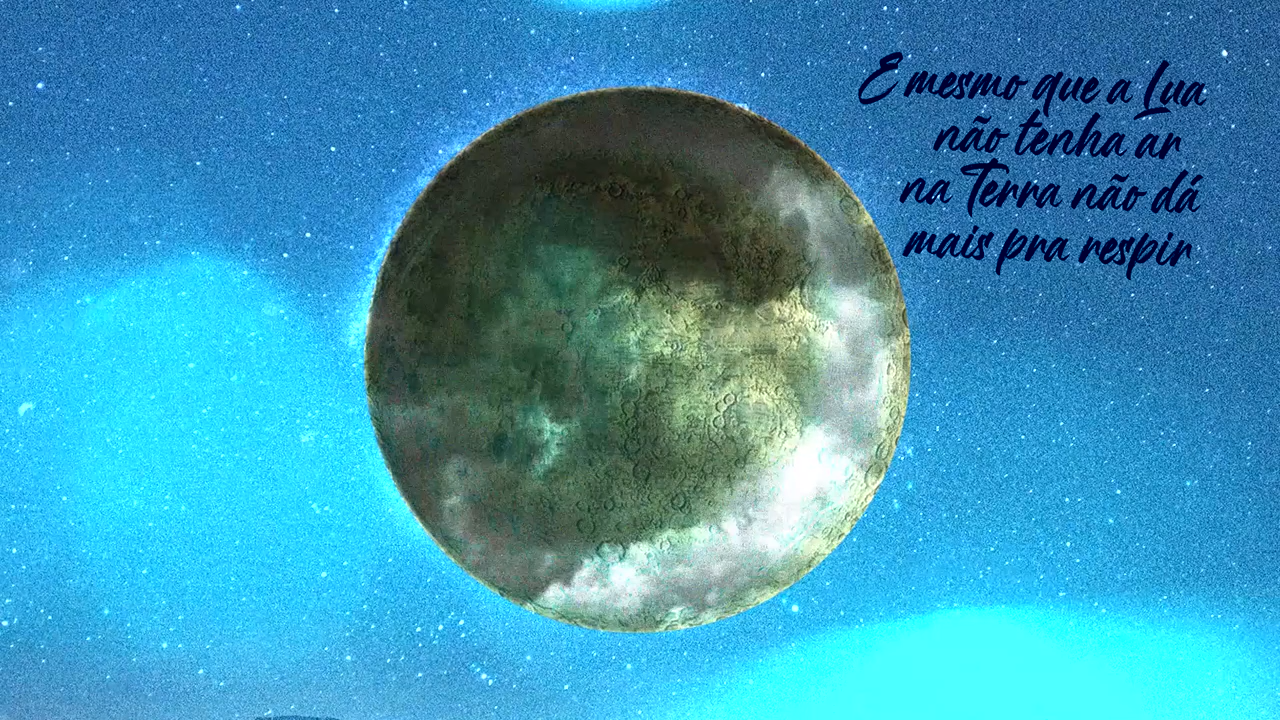 E mesmo que a Lua
não tenha ar
na Terra não dá
mais pra respir